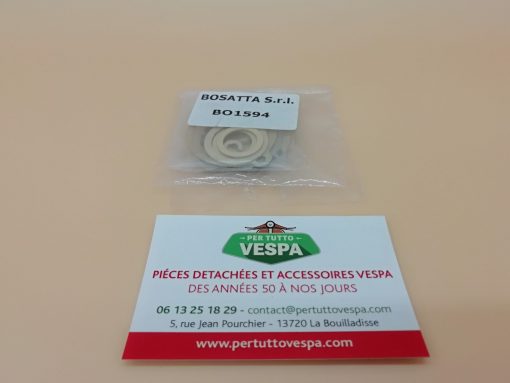 BOSATTA S.r.l.
BO1594
PER TUTTO
VESPA
PIÉCES DETACHÉES ET ACCESSOIRES VESPA
DES ANNÉES 50 À NOS JOURS
06 13 25 18 29 - contact@pertuttovespa.com
5, rue Jean Pourchier - 13720 La Bouilladisse
www.pertuttovespa.com